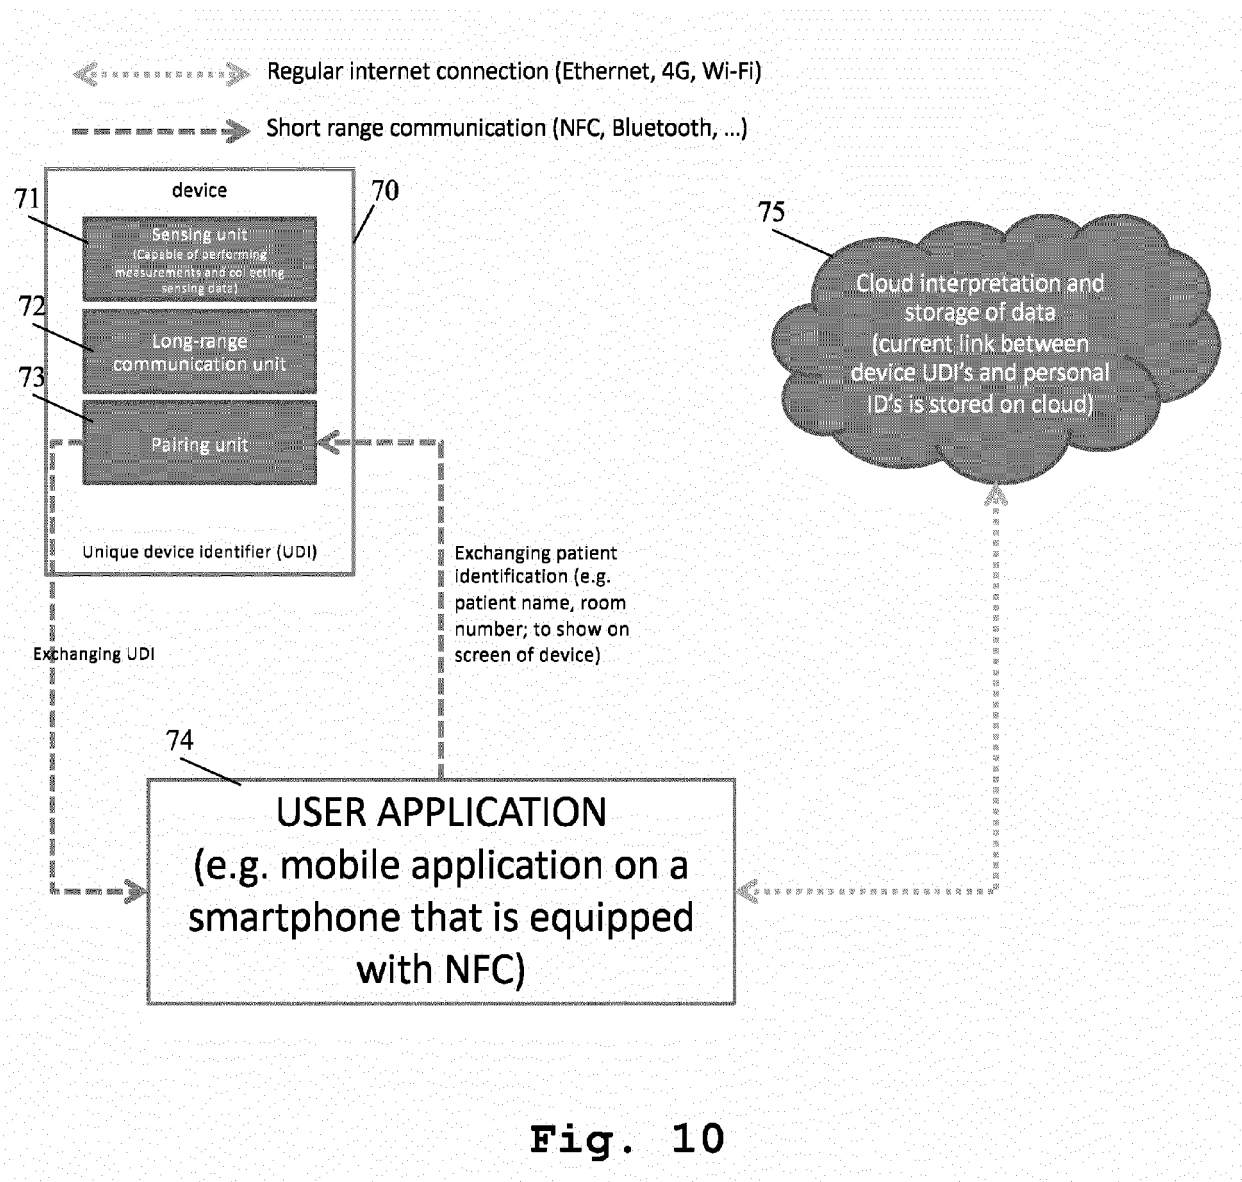 Regular internet connection (Ethernet, 4G, Wi-Fi)
Short range communication (NFC, Bluetooth, ...)
device
70
71
Sensing unit
(Capable of performing
measurements and collecting
sensing data)
72
Long-range
communication unit
73
Pairing unit
Unique device identifier (UDI)
75
Cloud interpretation and
storage of data
(current link between
device UDI's and personal
ID's is stored on cloud)
Exchanging UDI
Exchanging patient
identification (e.g.
patient name, room
number; to show on
screen of device)
74
USER APPLICATION
(e.g. mobile application on a
smartphone that is equipped
with NFC)
Fig. 10